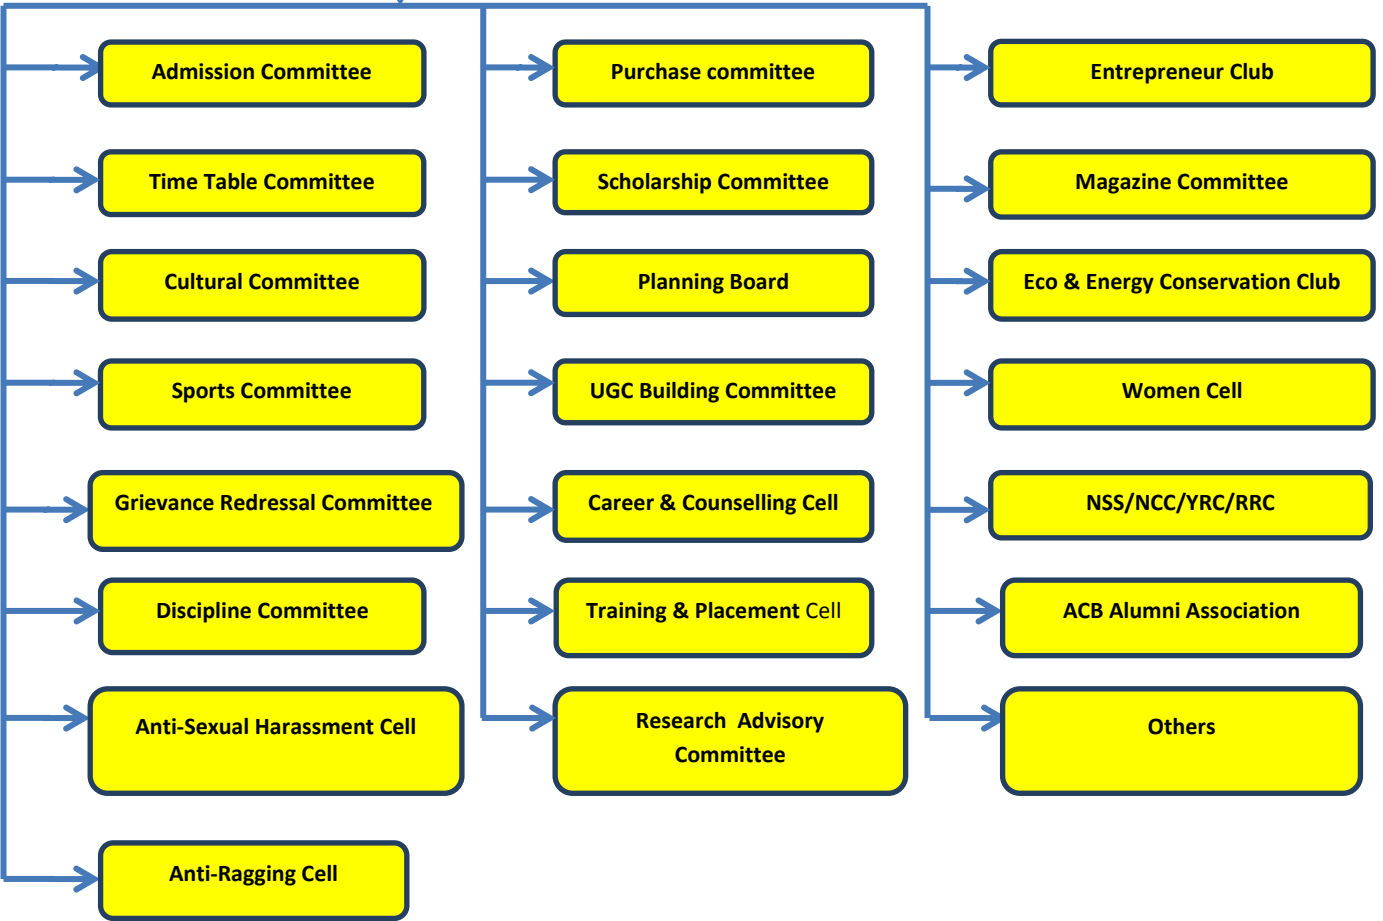 Admission Committee
Purchase committee
Entrepreneur Club
Time Table Committee
Scholarship Committee
Magazine Committee
Cultural Committee
Planning Board
Eco & Energy Conservation Club
Sports Committee
UGC Building Committee
Women Cell
Grievance Redressal Committee
Career & Counselling Cell
NSS/NCC/YRC/RRC
Discipline Committee
Training & Placement Cell
ACB Alumni Association
Anti-Sexual Harassment Cell
Research Advisory
Committee
Others
Anti-Ragging Cell